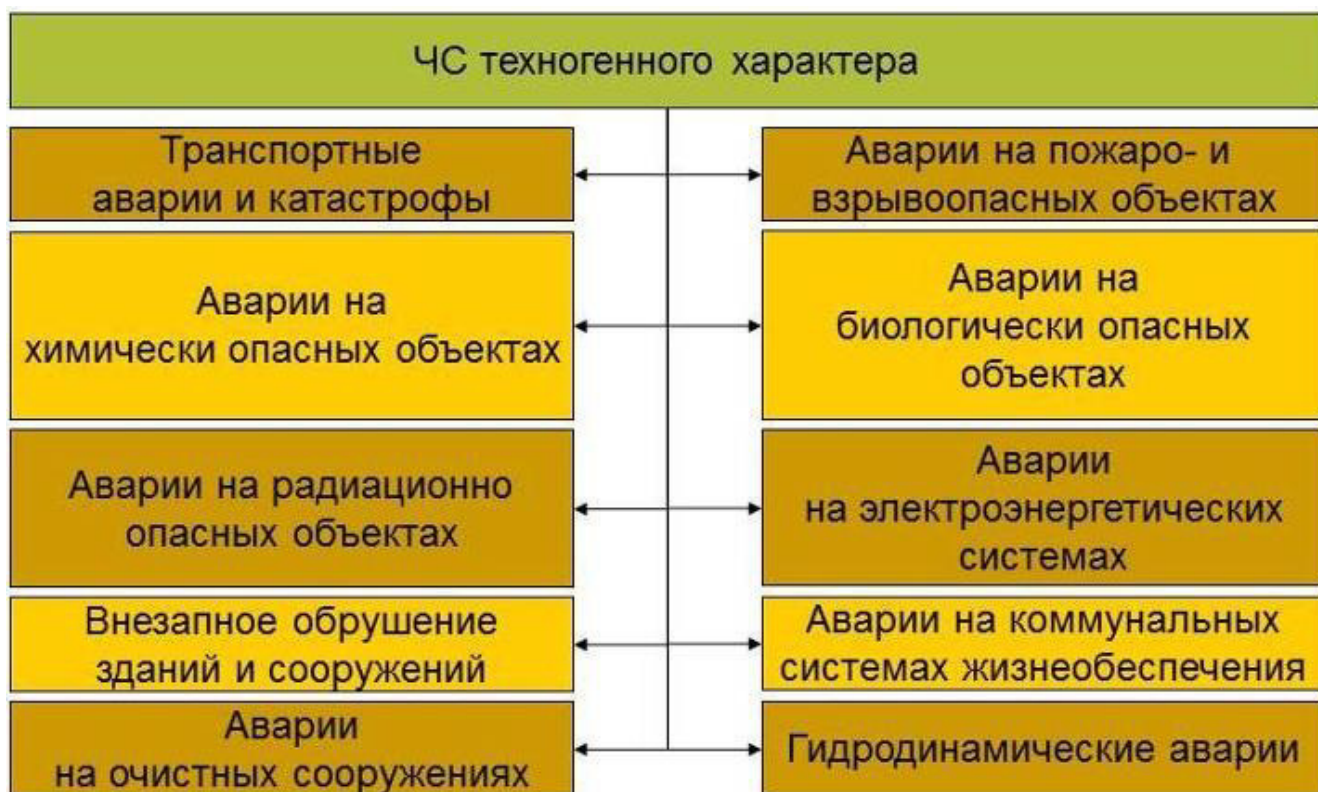 ЧС техногенного характера
Транспортные
аварии и катастрофы
Аварии на пожаро- и
взрывоопасных объектах
Аварии на
химически опасных объектах
Аварии на
биологически опасных
объектах
Аварии на радиационно
опасных объектах
Аварии
на электроэнергетических
системах
Внезапное обрушение
зданий и сооружений
Аварии на коммунальных
системах жизнеобеспечения
Аварии
на очистных сооружениях
Гидродинамические аварии